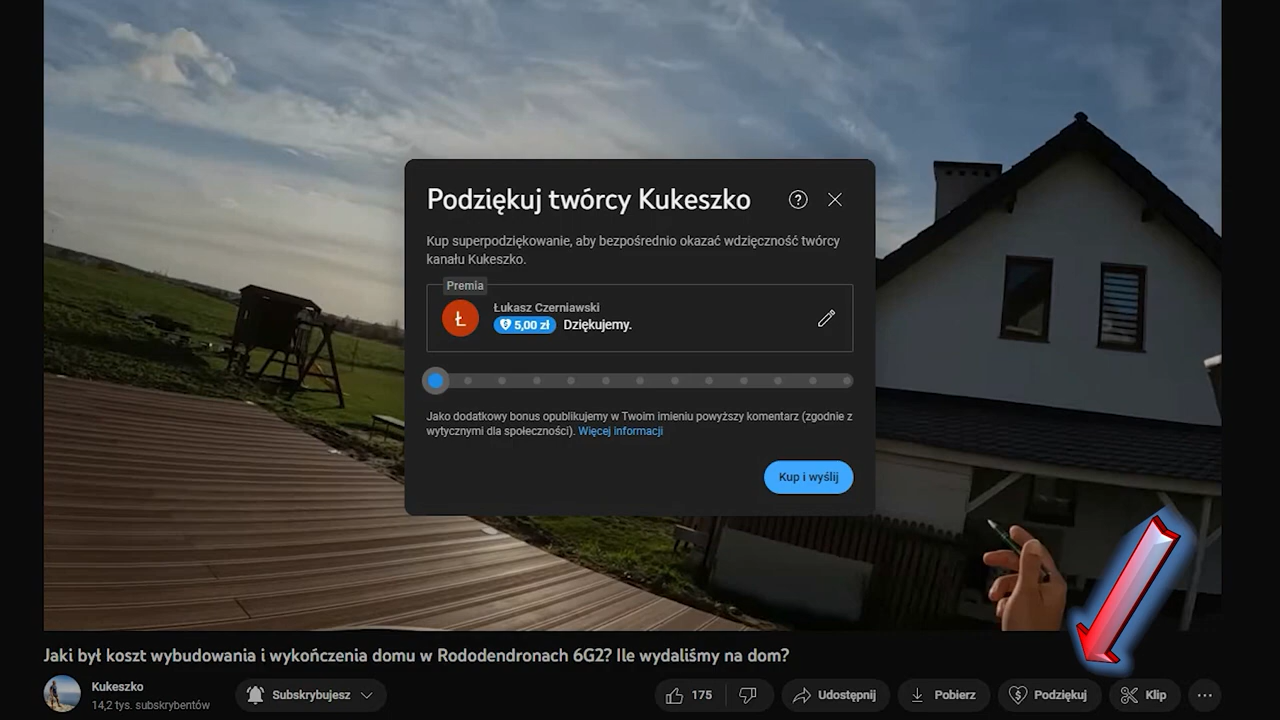 Podziękuj twórcy Kukeszko
Kup superpodziękowanie, aby bezpośrednio okazać wdzięczność twórcy
kanału Kukeszko.
Premia
Ł
Łukasz Czerniawski
5,00 zł Dziękujemy.
Jako dodatkowy bonus opublikujemy w Twoim imieniu powyższy komentarz (zgodnie z
wytycznymi dla społeczności). Więcej informacji
Kup i wyślij
Jaki był koszt wybudowania i wykończenia domu w Rododendronach 6G2? Ile wydaliśmy na dom?
Kukeszko
14,2 tys. subskrybentów
Subskrybujesz
175
Udostępnij
Pobierz
Podziękuj
Klip